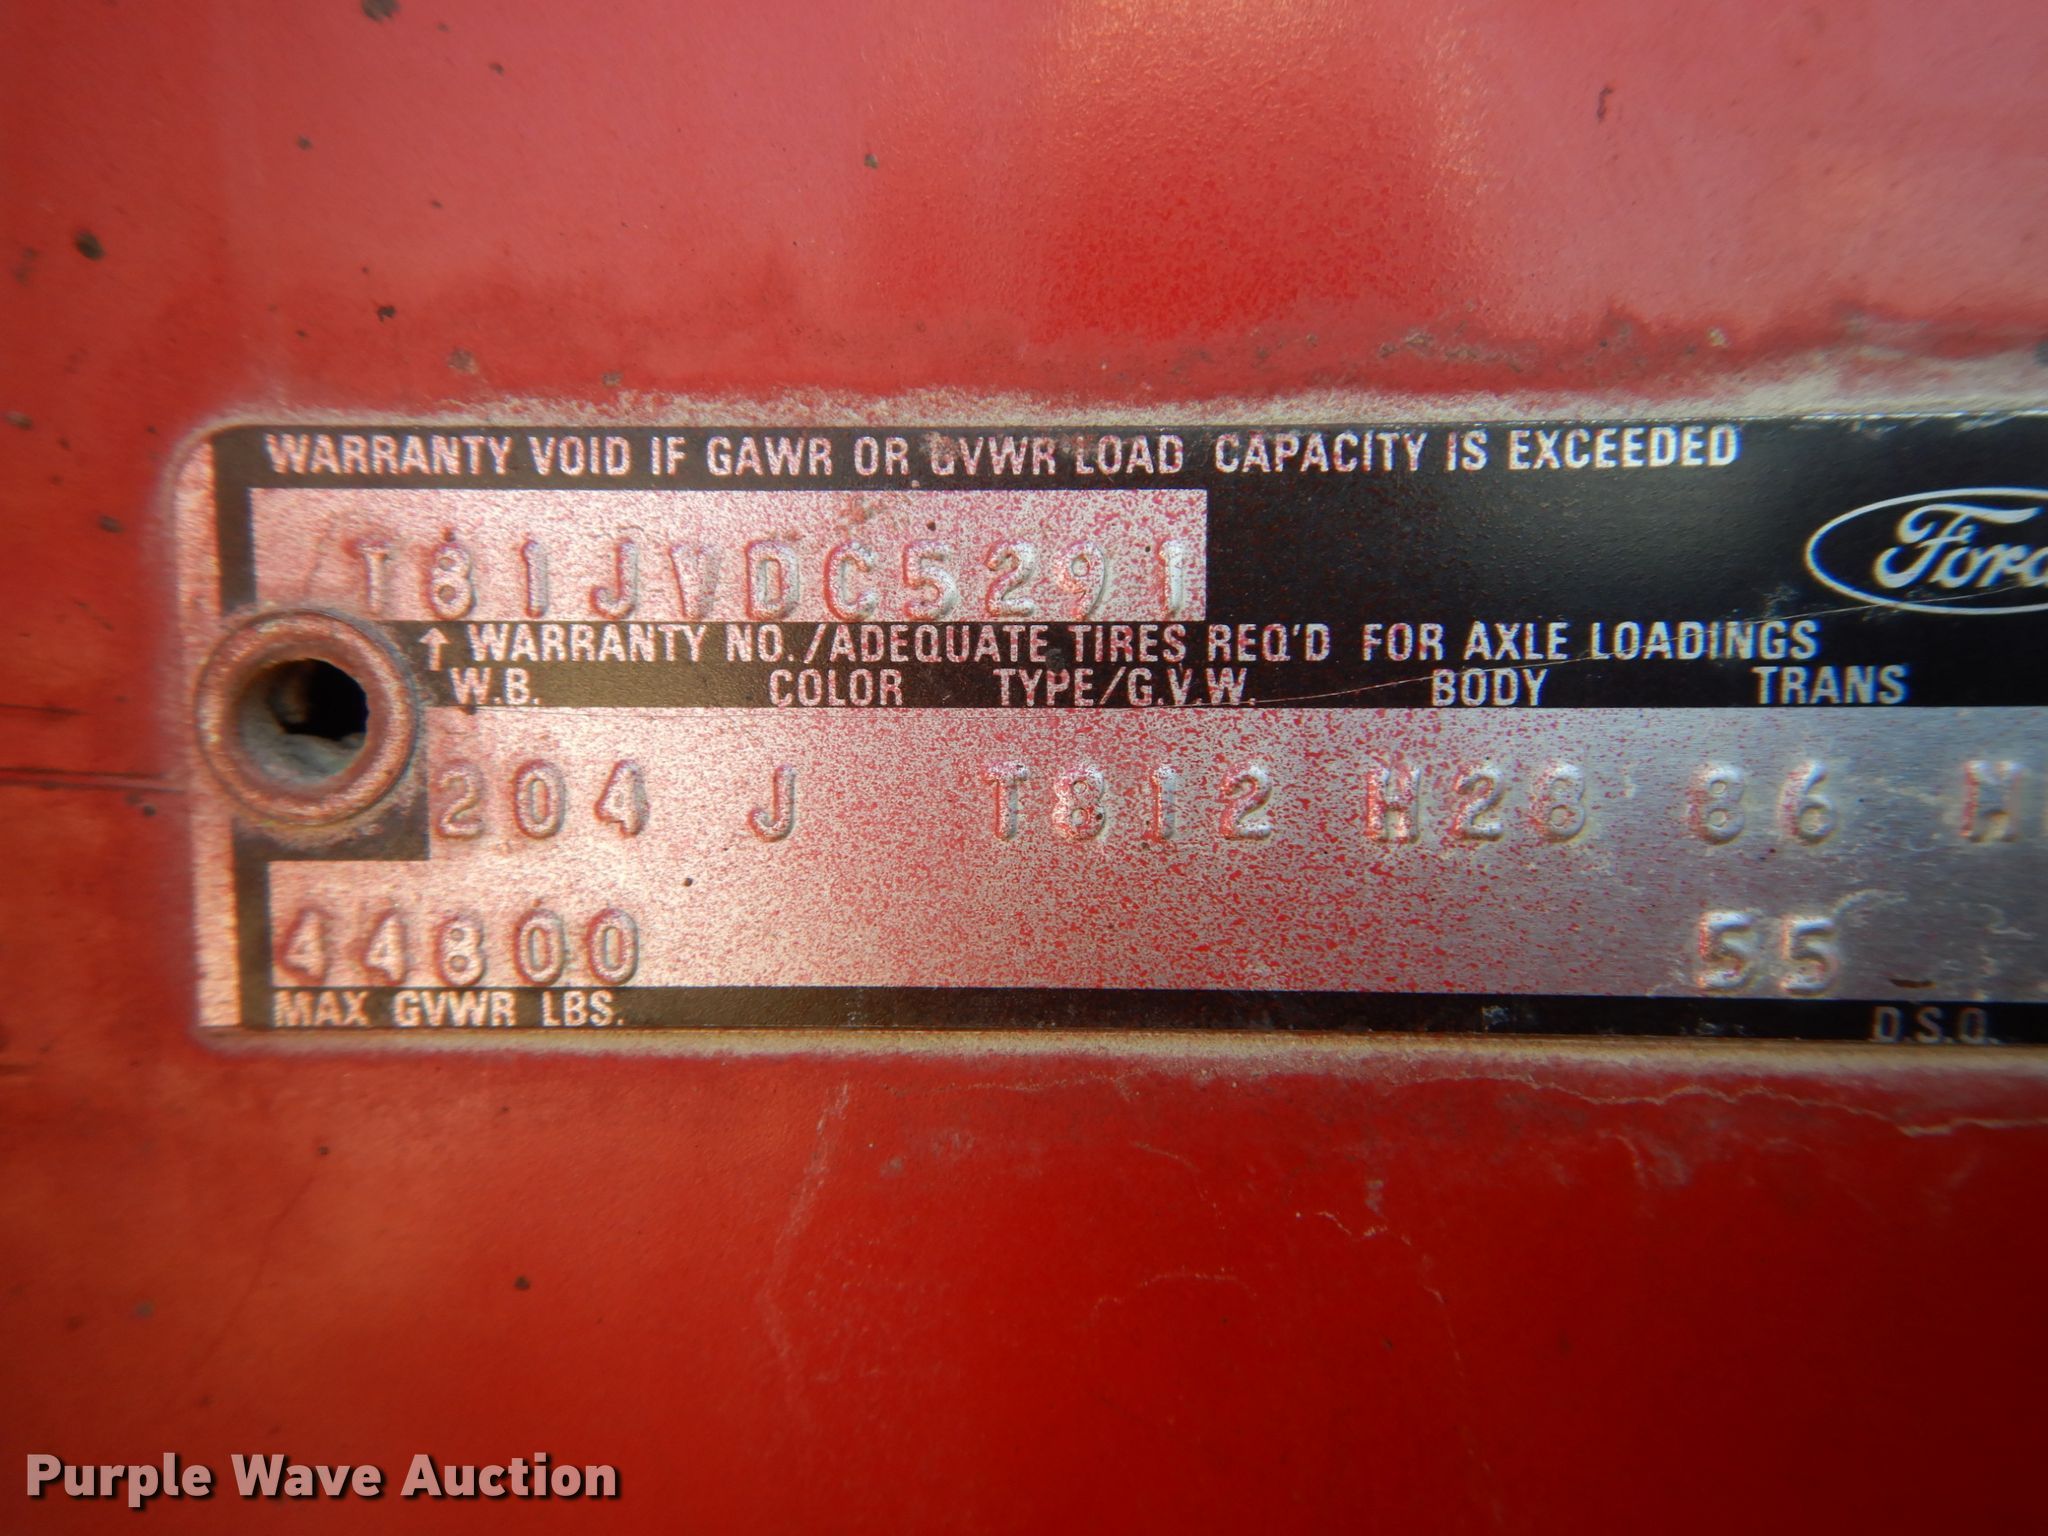 WARRANTY VOID IF GAWR OR GVWR LOAD CAPACITY IS EXCEEDED
Ford
T81JVDC5291
↑ WARRANTY NO./ADEQUATE TIRES REQ'D FOR AXLE LOADINGS
W.B. COLOR TYPE/G.V.W. BODY TRANS
204 J T812 H28 86 M
44800 55
MAX GVWR LBS. D.S.O.
Purple Wave Auction